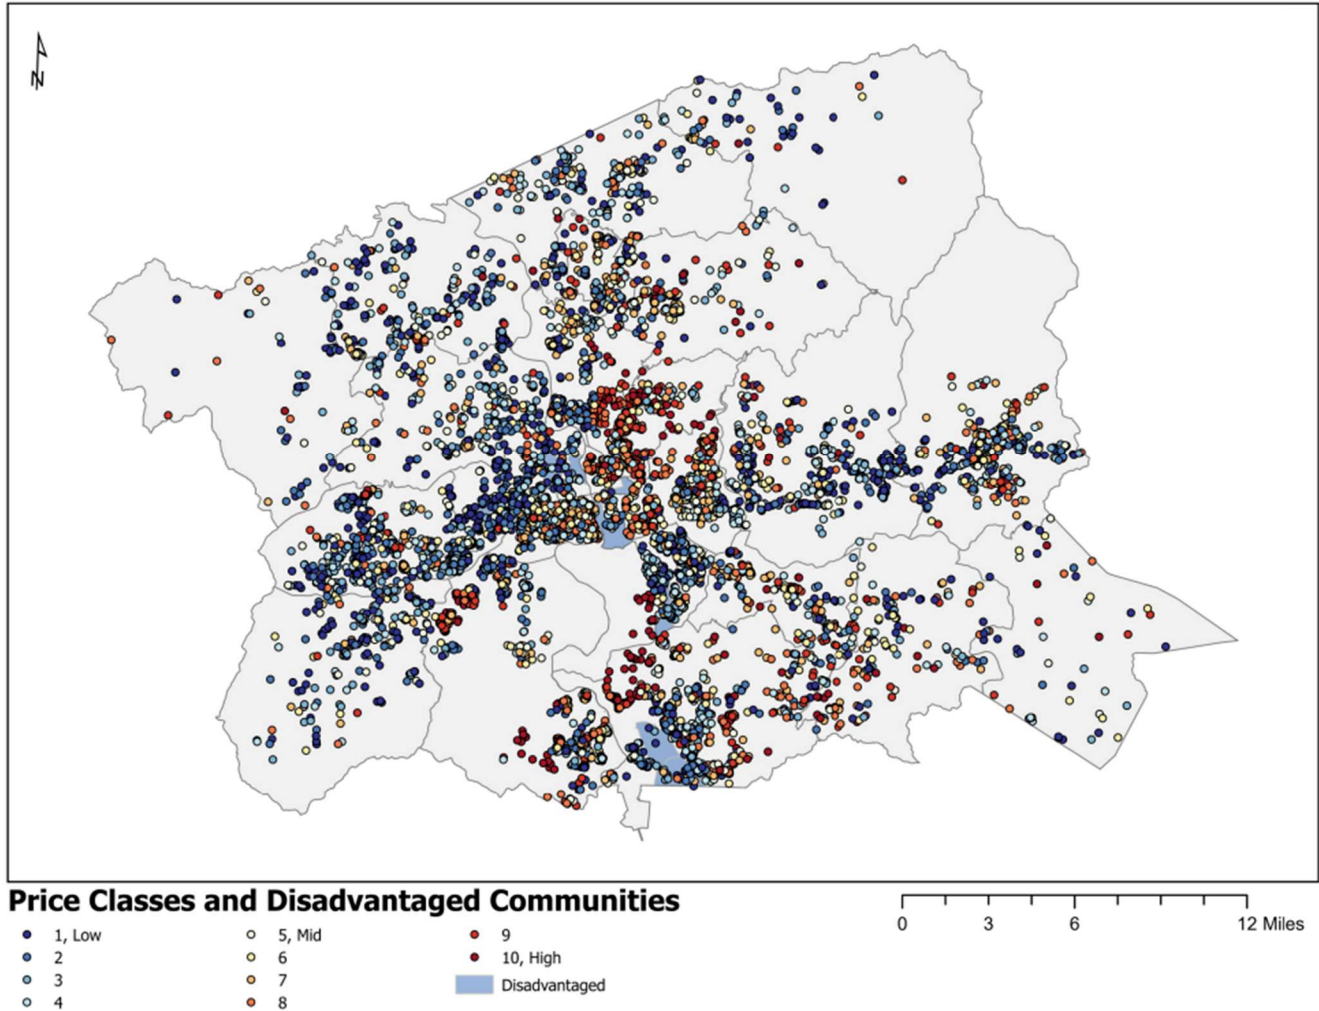 N
Price Classes and Disadvantaged Communities
1, Low
2
3
4
5, Mid
6
7
8
9
10, High
Disadvantaged
0 3 6 12 Miles